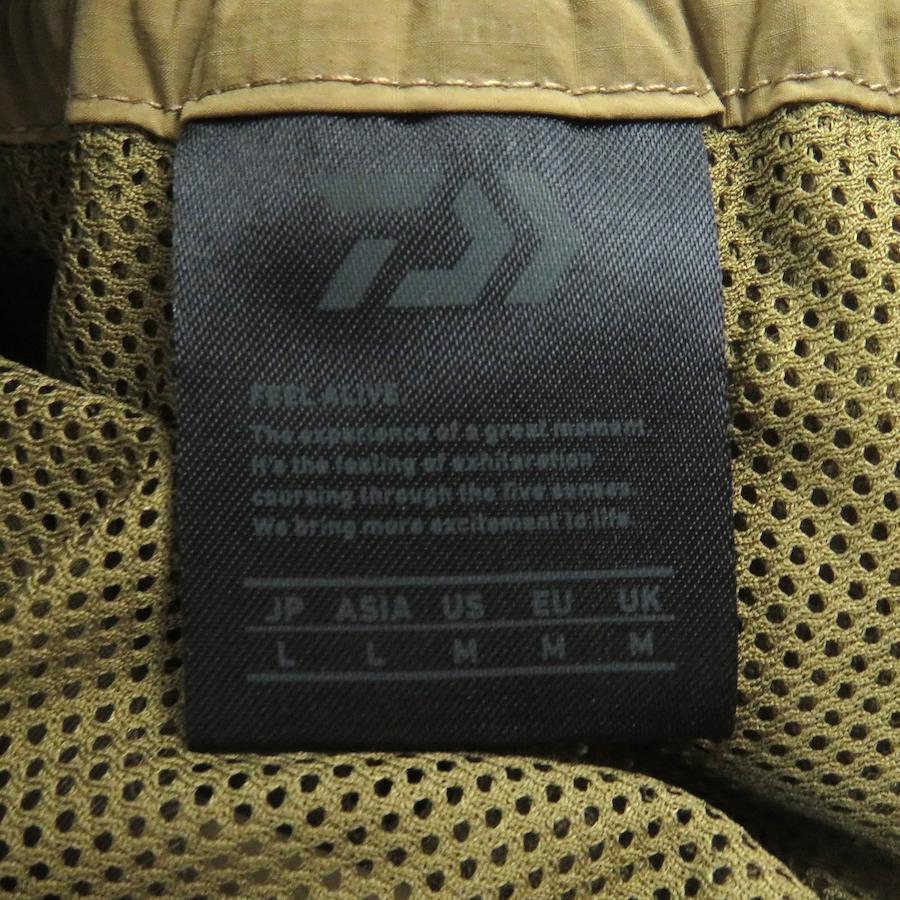 FEEL ALIVE
The experience of a great moment
It's the feeling of exhilaration
coursing through the five senses.
We bring more excitement to life.
JP ASIA US EU UK
L L M M M